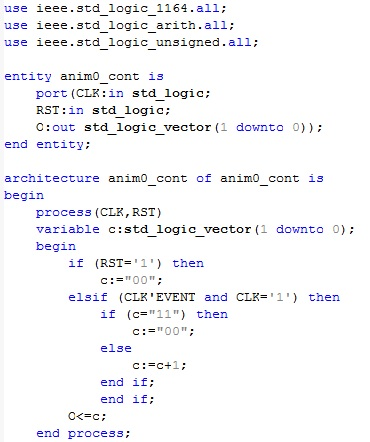 use ieee.std_logic_1164.all;
use ieee.std_logic_arith.all;
use ieee.std_logic_unsigned.all;
entity anim0_cont is
port(CLK:in std_logic;
RST:in std_logic;
O:out std_logic_vector(1 downto 0));
end entity;
architecture anim0_cont of anim0_cont is
begin
process(CLK,RST)
variable c:std_logic_vector(1 downto 0);
begin
if (RST='1') then
c:="00";
elsif (CLK'EVENT and CLK='1') then
if (c="11") then
c:="00";
else
c:=c+1;
end if;
end if;
O<=c;
end process;